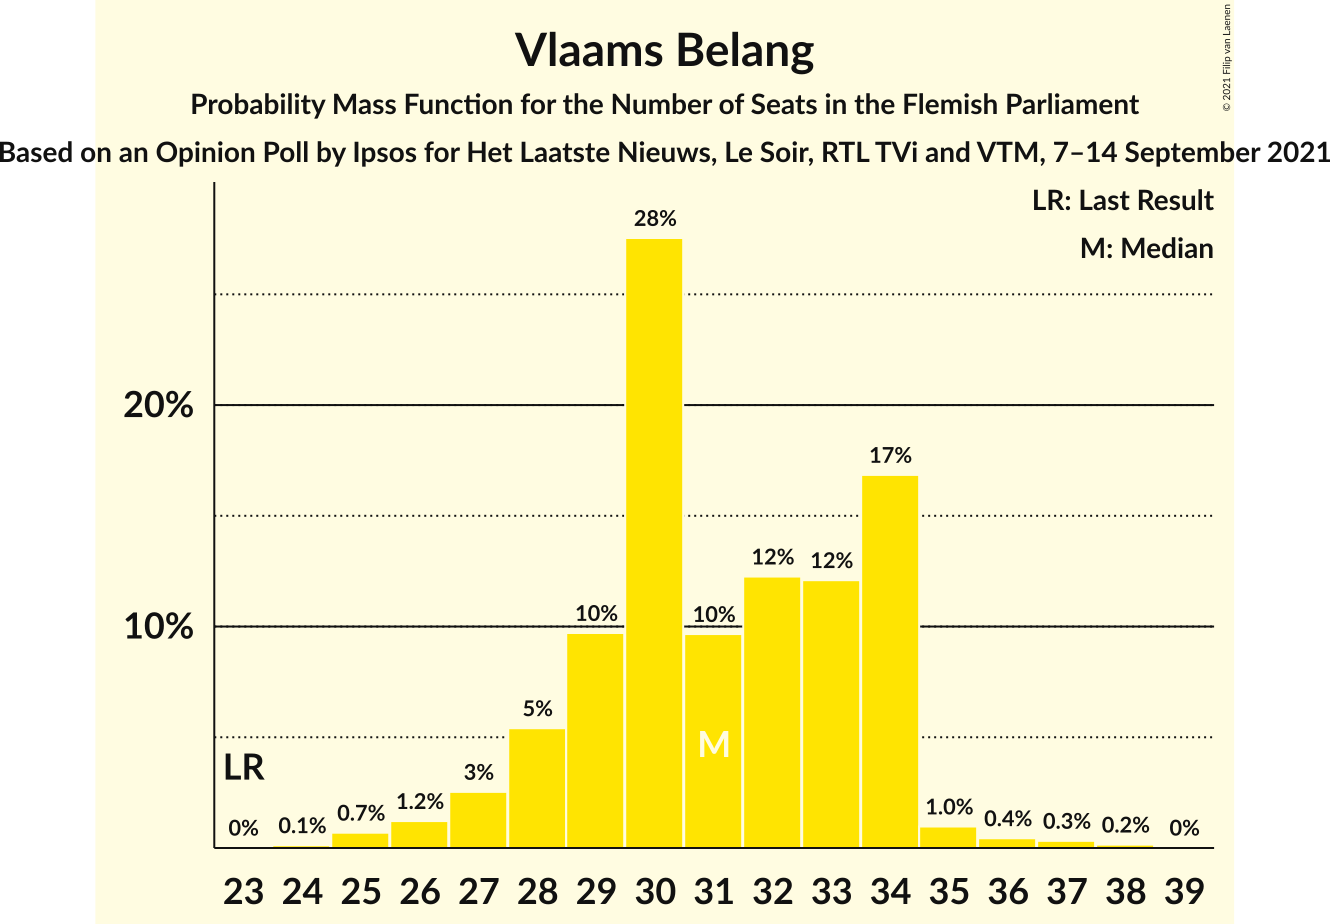 Vlaams Belang
Probability Mass Function for the Number of Seats in the Flemish Parliament
Based on an Opinion Poll by Ipsos for Het Laatste Nieuws, Le Soir, RTL TVi and VTM, 7–14 September 2021
© 2021 Filip van Laenen
LR: Last Result
M: Median
28%
20%
17%
12%
12%
10%
10%
10%
5%
M
LR
3%
1.2%
0.7%
0.1%
0%
1.0%
0.4%
0.3%
0.2%
0%
23 24 25 26 27 28 29 30 31 32 33 34 35 36 37 38 39